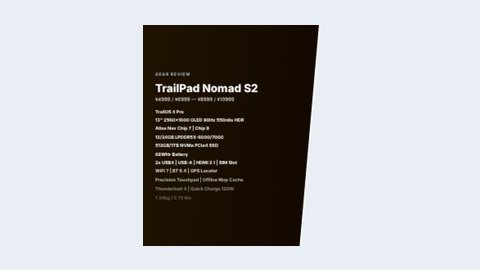 GEAR REVIEW
TrailPad Nomad S2
¥4999 / ¥6999 — ¥8999 / ¥10999
TrailOS 4 Pro
13" 2560×1600 OLED 90Hz 550nits HDR
Atlas Nav Chip 7 | Chip 9
12/24GB LPDDR5X-6000/7000
512GB/1TB NVMe PCIe4 SSD
68WHr Battery
2x USB4 | USB-A | HDMI 2.1 | SIM Slot
WiFi 7 | BT 5.4 | GPS Locator
Precision Touchpad | Offline Map Cache
Thunderbolt 4 | Quick Charge 120W
/ 2.73 lbs